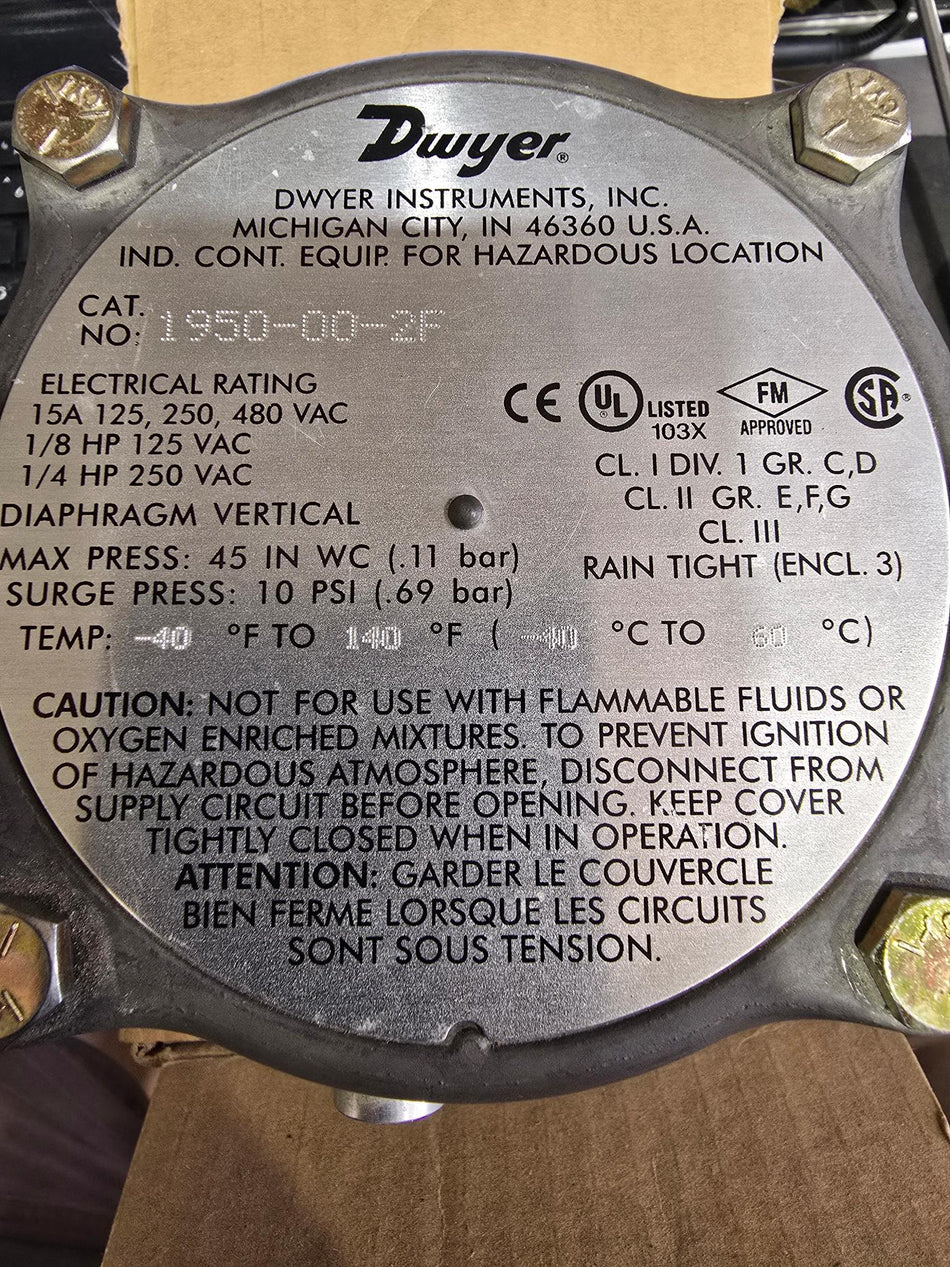 Dwyer®
DWYER INSTRUMENTS, INC.
MICHIGAN CITY, IN 46360 U.S.A.
IND. CONT. EQUIP. FOR HAZARDOUS LOCATION
CAT.
NO: 1950-00-2F
ELECTRICAL RATING
15A 125, 250, 480 VAC
1/8 HP 125 VAC
1/4 HP 250 VAC
DIAPHRAGM VERTICAL
MAX PRESS: 45 IN WC (.11 bar)
SURGE PRESS: 10 PSI (.69 bar)
CE UL LISTED 103X FM APPROVED SA®
CL. I DIV. 1 GR. C,D
CL. II GR. E,F,G
CL. III
RAIN TIGHT (ENCL. 3)
TEMP: -40 °F TO 140 °F ( -40 °C TO 60 °C)
CAUTION: NOT FOR USE WITH FLAMMABLE FLUIDS OR
OXYGEN ENRICHED MIXTURES. TO PREVENT IGNITION
OF HAZARDOUS ATMOSPHERE, DISCONNECT FROM
SUPPLY CIRCUIT BEFORE OPENING. KEEP COVER
TIGHTLY CLOSED WHEN IN OPERATION.
ATTENTION: GARDER LE COUVERCLE
BIEN FERME LORSQUE LES CIRCUITS
SONT SOUS TENSION.